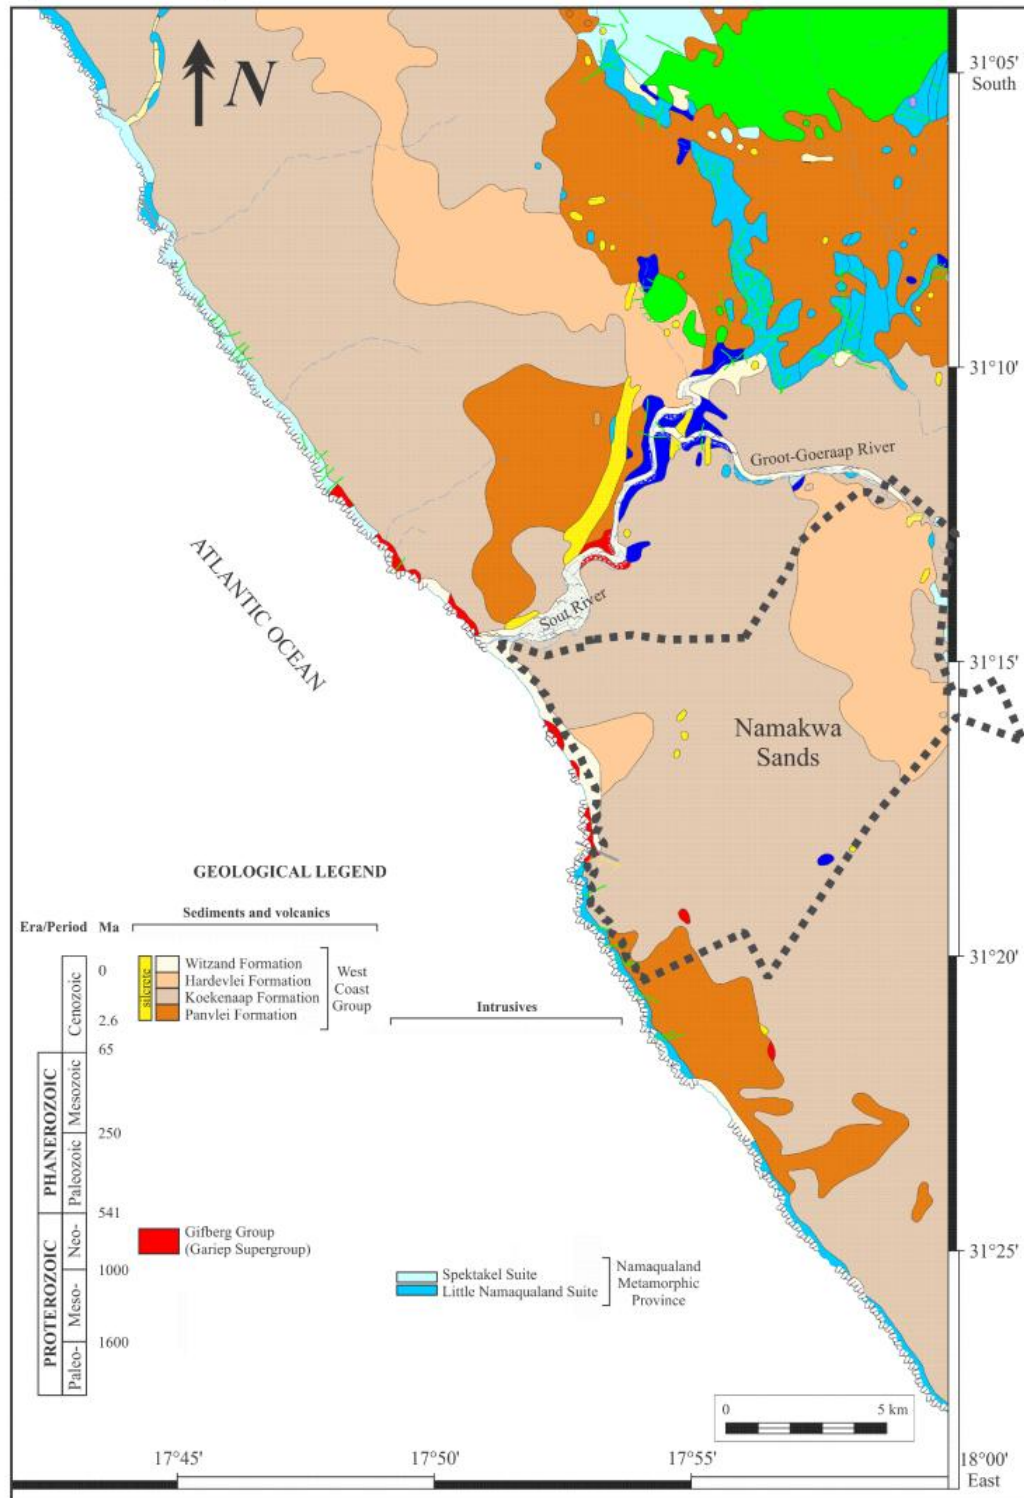 N
31°05'
South
31°10'
Groot-Goeraap River
ATLANTIC OCEAN
Sout River
31°15'
Namakwa
Sands
GEOLOGICAL LEGEND
Sediments and volcanics
Era/Period Ma
silcrete
Witzand Formation
Hardevlei Formation
Koekenaap Formation
Panvlei Formation
West
Coast
Group
Intrusives
31°20'
Cenozoic
0
2.6
65
PHANEROZOIC
Mesozoic
250
Paleozoic
541
PROTEROZOIC
Neo-
1000
Meso-
1600
Paleo-
Gifberg Group
(Gariep Supergroup)
31°25'
Spektakel Suite
Little Namaqualand Suite
Namaqualand
Metamorphic
Province
0 5 km
17°45' 17°50' 17°55' 18°00'
East